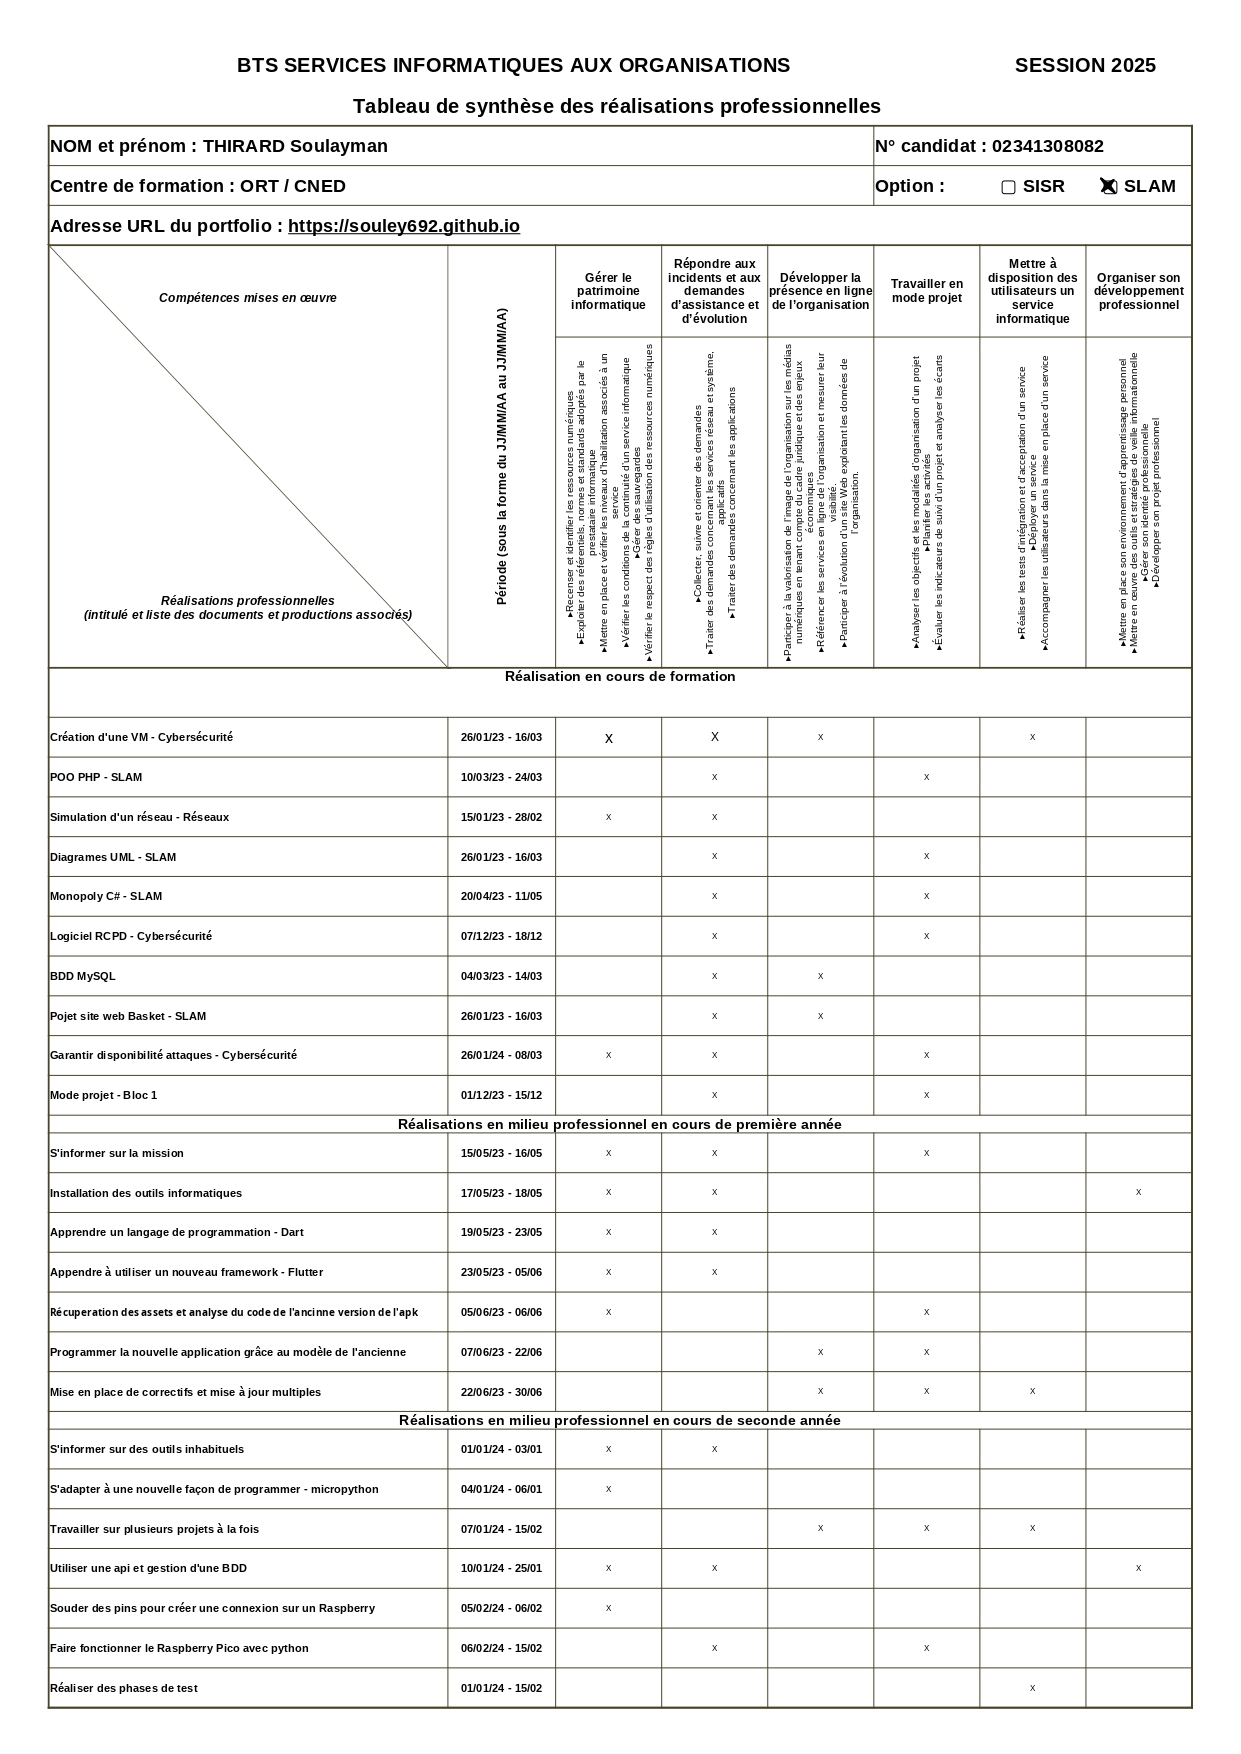 BTS SERVICES INFORMATIQUES AUX ORGANISATIONS SESSION 2025
Tableau de synthèse des réalisations professionnelles
NOM et prénom : THIRARD Soulayman N° candidat : 02341308082
Centre de formation : ORT / CNED Option : ▢ SISR ▢ SLAM
Adresse URL du portfolio : https://souley692.github.io
Compétences mises en œuvre
Réalisations professionnelles
(intitulé et liste des documents et productions associés)
Période (sous la forme du JJ/MM/AA au JJ/MM/AA)
Gérer le
patrimoine
informatique
Répondre aux
incidents et aux
demandes
d’assistance et
d’évolution
Développer la
présence en ligne
de l’organisation
Travailler en
mode projet
Mettre à
disposition des
utilisateurs un
service
informatique
Organiser son
développement
professionnel
▸Recenser et identifier les ressources numériques
▸Exploiter des référentiels, normes et standards adoptés par le
prestataire informatique
▸Mettre en place et vérifier les niveaux d’habilitation associés à un
service
▸Vérifier les conditions de la continuité d’un service informatique
▸Gérer des sauvegardes
▸Vérifier le respect des règles d’utilisation des ressources numériques
▸Collecter, suivre et orienter des demandes
▸Traiter des demandes concernant les services réseau et système,
applicatifs
▸Traiter des demandes concernant les applications
▸Participer à la valorisation de l’image de l’organisation sur les médias
numériques en tenant compte du cadre juridique et des enjeux
économiques
▸Référencer les services en ligne de l’organisation et mesurer leur
visibilité.
▸Participer à l’évolution d’un site Web exploitant les données de
l’organisation.
▸Analyser les objectifs et les modalités d’organisation d’un projet
▸Planifier les activités
▸Évaluer les indicateurs de suivi d’un projet et analyser les écarts
▸Réaliser les tests d’intégration et d’acceptation d’un service
▸Déployer un service
▸Accompagner les utilisateurs dans la mise en place d’un service
▸Mettre en place son environnement d’apprentissage personnel
▸Mettre en œuvre des outils et stratégies de veille informationnelle
▸Gérer son identité professionnelle
▸Développer son projet professionnel
Réalisation en cours de formation
Création d'une VM - Cybersécurité 26/01/23 - 16/03 x X x x
POO PHP - SLAM 10/03/23 - 24/03 x x
Simulation d'un réseau - Réseaux 15/01/23 - 28/02 x x
Diagrames UML - SLAM 26/01/23 - 16/03 x x
Monopoly C# - SLAM 20/04/23 - 11/05 x x
Logiciel RCPD - Cybersécurité 07/12/23 - 18/12 x x
BDD MySQL 04/03/23 - 14/03 x x
Pojet site web Basket - SLAM 26/01/23 - 16/03 x x
Garantir disponibilité attaques - Cybersécurité 26/01/24 - 08/03 x x x
Mode projet - Bloc 1 01/12/23 - 15/12 x x
Réalisations en milieu professionnel en cours de première année
S'informer sur la mission 15/05/23 - 16/05 x x x
Installation des outils informatiques 17/05/23 - 18/05 x x x
Apprendre un langage de programmation - Dart 19/05/23 - 23/05 x x
Appendre à utiliser un nouveau framework - Flutter 23/05/23 - 05/06 x x
Récuperation des assets et analyse du code de l'ancinne version de l'apk 05/06/23 - 06/06 x x
Programmer la nouvelle application grâce au modèle de l'ancienne 07/06/23 - 22/06 x x
Mise en place de correctifs et mise à jour multiples 22/06/23 - 30/06 x x x
Réalisations en milieu professionnel en cours de seconde année
S'informer sur des outils inhabituels 01/01/24 - 03/01 x x
S'adapter à une nouvelle façon de programmer - micropython 04/01/24 - 06/01 x
Travailler sur plusieurs projets à la fois 07/01/24 - 15/02 x x x
Utiliser une api et gestion d'une BDD 10/01/24 - 25/01 x x x
Souder des pins pour créer une connexion sur un Raspberry 05/02/24 - 06/02 x
Faire fonctionner le Raspberry Pico avec python 06/02/24 - 15/02 x x
Réaliser des phases de test 01/01/24 - 15/02 x